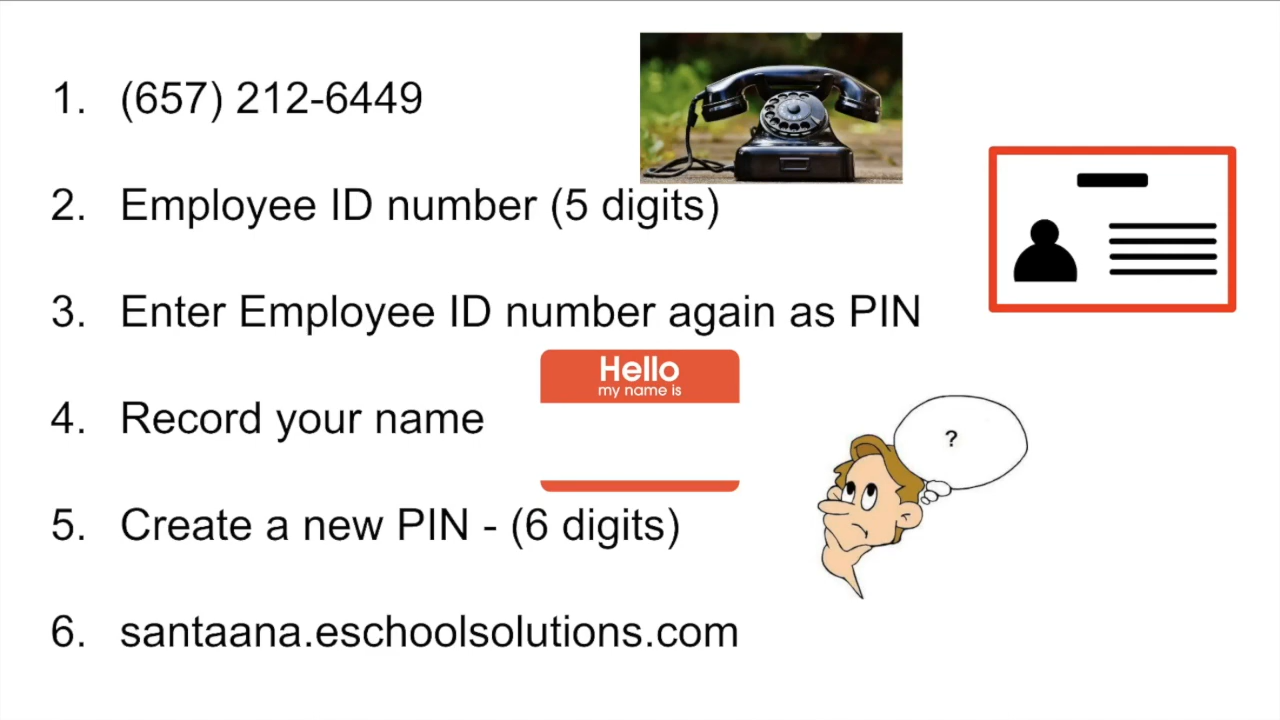 1. (657) 212-6449
2. Employee ID number (5 digits)
3. Enter Employee ID number again as PIN
Hello
my name is
4. Record your name
?
5. Create a new PIN - (6 digits)
6. santaana.eschoolsolutions.com